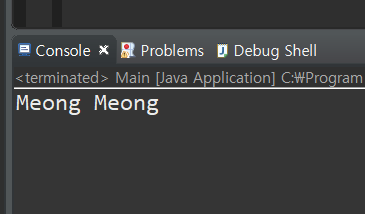 Console Problems Debug Shell
<terminated> Main [Java Application] C:₩Program
Meong Meong